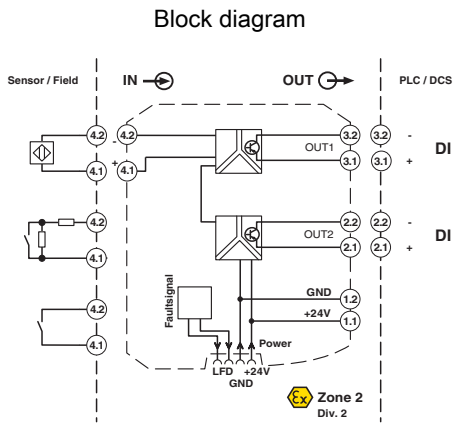 Block diagram
Sensor / Field
IN
OUT
PLC / DCS
4.2
4.2
-
3.2
3.2
-
OUT1
DI
4.1
+
4.1
3.1
3.1
+
4.2
2.2
2.2
-
OUT2
DI
4.1
2.1
2.1
+
Faultsignal
GND
1.2
4.2
+24V
1.1
4.1
Power
LFD
+24V
GND
Ex
Zone 2
Div. 2